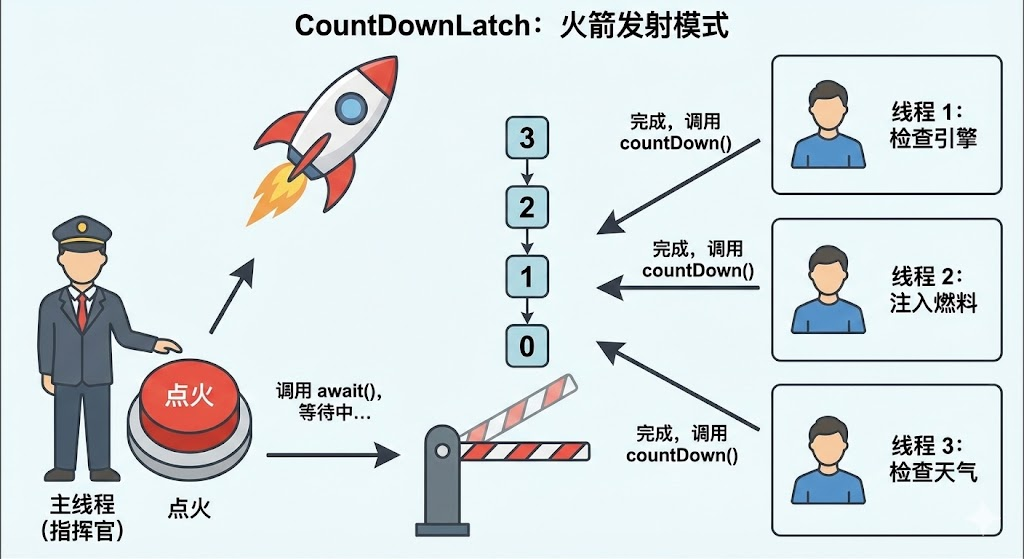 CountDownLatch：火箭发射模式
3
2
1
0
完成，调用
countDown()
线程 1：
检查引擎
完成，调用
countDown()
线程 2：
注入燃料
完成，调用
countDown()
线程 3：
检查天气
点火
调用 await(),
等待中...
主线程
（指挥官）
点火